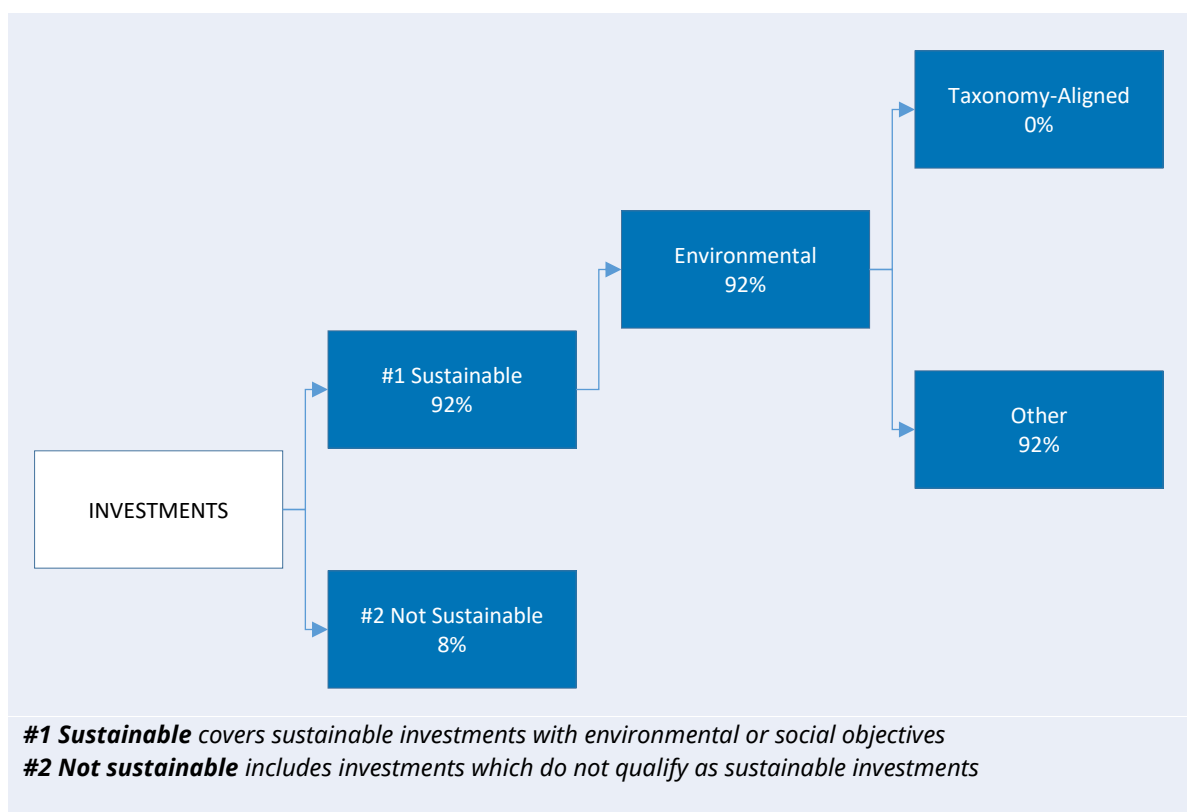 Taxonomy-Aligned
0%
Environmental
92%
#1 Sustainable
92%
Other
92%
INVESTMENTS
#2 Not Sustainable
8%
#1 Sustainable covers sustainable investments with environmental or social objectives
#2 Not sustainable includes investments which do not qualify as sustainable investments